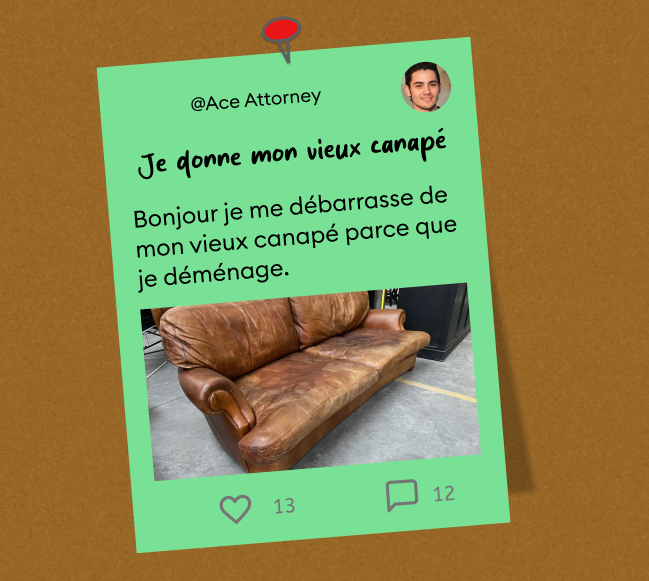 @Ace Attorney
Je donne mon vieux canapé
Bonjour je me débarrasse de
mon vieux canapé parce que
je déménage.
13
12